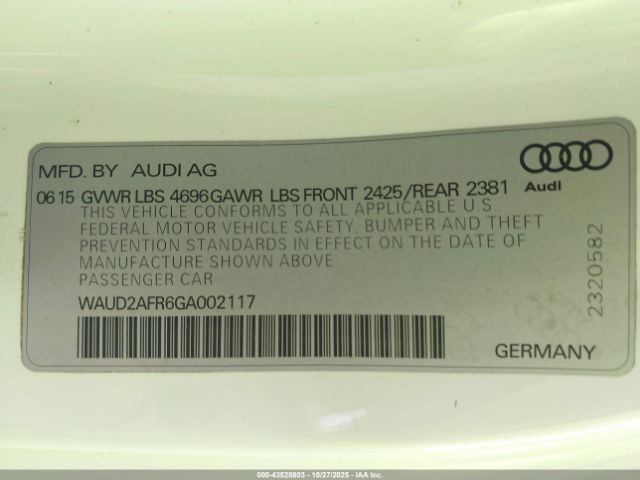 MFD. BY AUDI AG
Audi
06 15 GVWR LBS 4696 GAWR LBS FRONT 2425/REAR 2381
THIS VEHICLE CONFORMS TO ALL APPLICABLE U.S.
FEDERAL MOTOR VEHICLE SAFETY, BUMPER AND THEFT
PREVENTION STANDARDS IN EFFECT ON THE DATE OF
MANUFACTURE SHOWN ABOVE
PASSENGER CAR
WAUD2AFR6GA002117
2320582
GERMANY
000-43528803 - 10/27/2025 - IAA Inc.